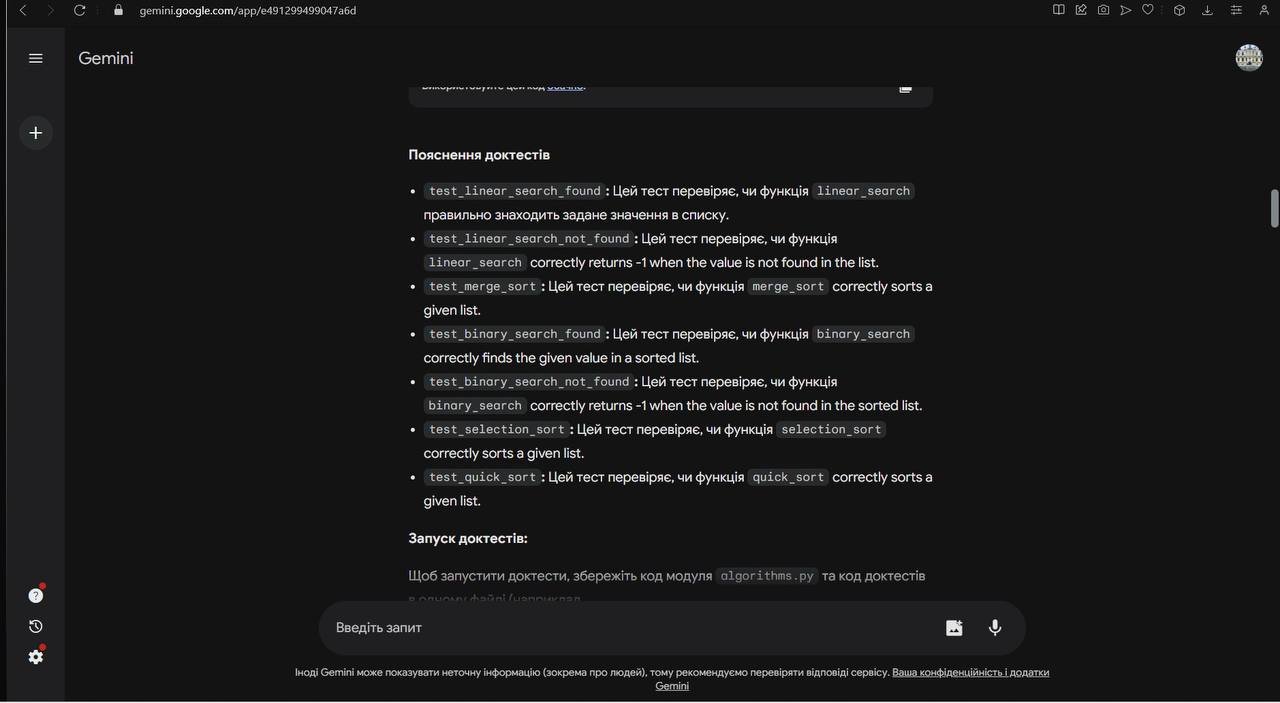 gemini.google.com/app/e491299499047a6d
Gemini
Використовуйте цей код обачно.
Пояснення доктестів
• test_linear_search_found: Цей тест перевіряє, чи функція linear_search
правильно знаходить задане значення в списку.
• test_linear_search_not_found: Цей тест перевіряє, чи функція
linear_search correctly returns -1 when the value is not found in the list.
• test_merge_sort: Цей тест перевіряє, чи функція merge_sort correctly sorts a
given list.
• test_binary_search_found: Цей тест перевіряє, чи функція binary_search
correctly finds the given value in a sorted list.
• test_binary_search_not_found: Цей тест перевіряє, чи функція
binary_search correctly returns -1 when the value is not found in the sorted list.
• test_selection_sort: Цей тест перевіряє, чи функція selection_sort
correctly sorts a given list.
• test_quick_sort: Цей тест перевіряє, чи функція quick_sort correctly sorts a
given list.
Запуск доктестів:
Щоб запустити доктести, збережіть код модуля algorithms.py та код доктестів
в одному файлі (наприклад,
Введіть запит
Іноді Gemini може показувати неточну інформацію (зокрема про людей), тому рекомендуємо перевіряти відповіді сервісу. Ваша конфіденційність і додатки
Gemini